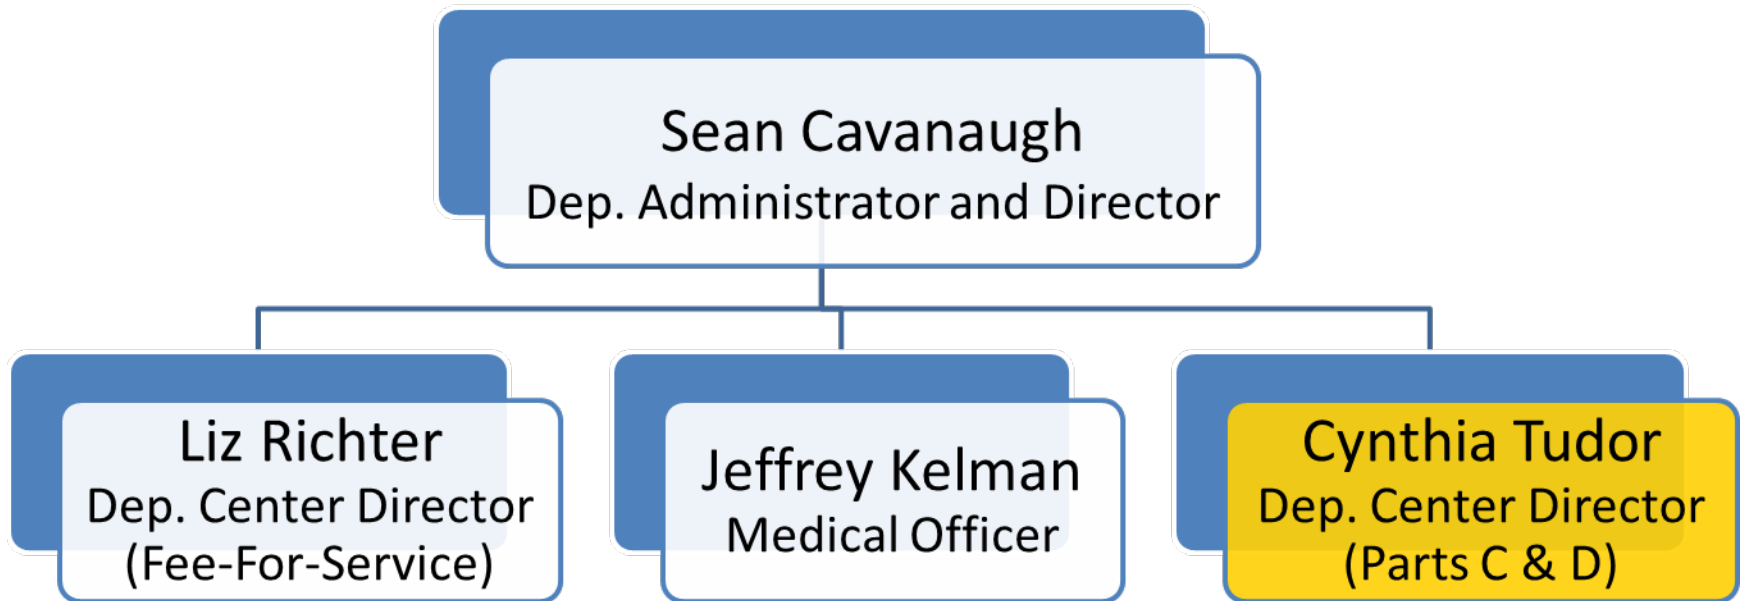 Sean Cavanaugh
Dep. Administrator and Director
Liz Richter
Dep. Center Director
(Fee-For-Service)
Jeffrey Kelman
Medical Officer
Cynthia Tudor
Dep. Center Director
(Parts C & D)